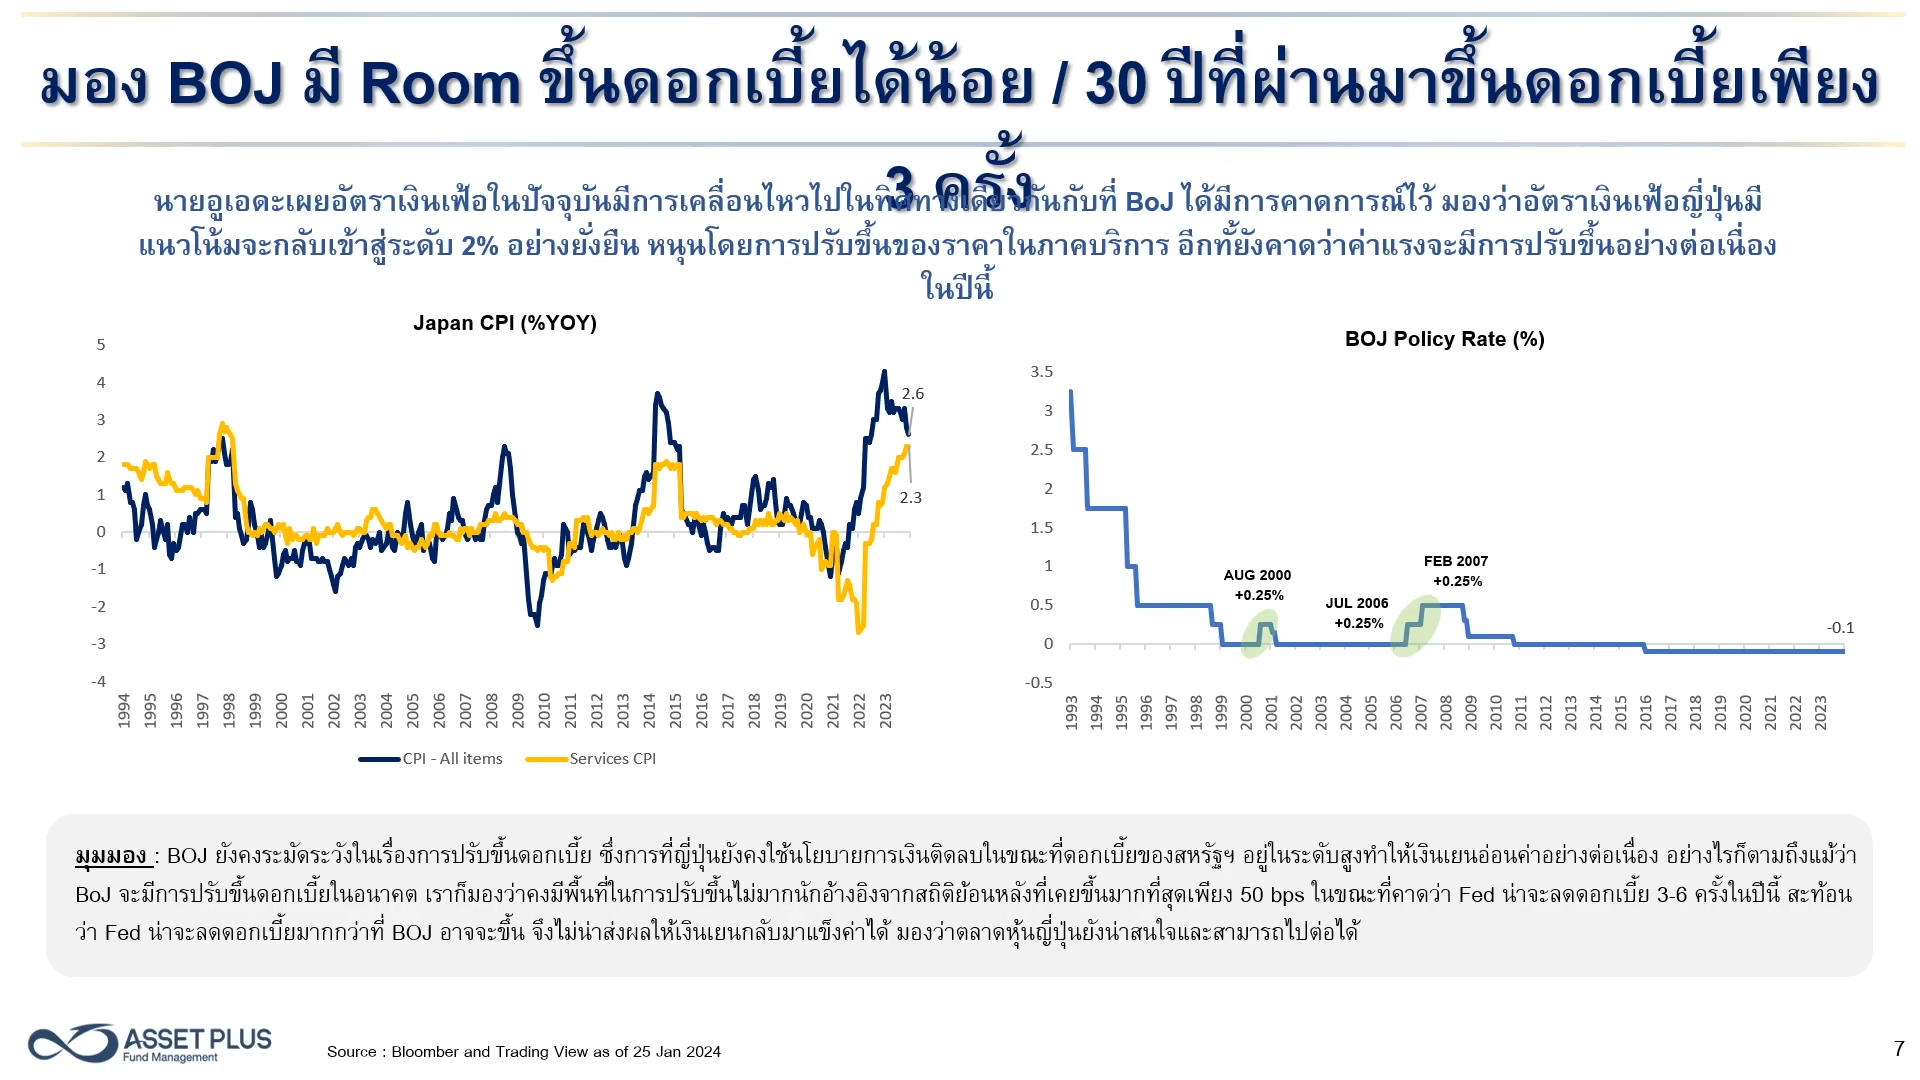 มอง BOJ มี Room ขึ้นดอกเบี้ยได้น้อย / 30 ปีที่ผ่านมาขึ้นดอกเบี้ยเพียง
3 ครั้ง
นายอูเอดะเผยอัตราเงินเฟ้อในปัจจุบันมีการเคลื่อนไหวไปในทิศทางเดียวกันกับที่ BoJ ได้มีการคาดการณ์ไว้ มองว่าอัตราเงินเฟ้อญี่ปุ่นมี
แนวโน้มจะกลับเข้าสู่ระดับ 2% อย่างยั่งยืน หนุนโดยการปรับขึ้นของราคาในภาคบริการ อีกทั้ยังคาดว่าค่าแรงจะมีการปรับขึ้นอย่างต่อเนื่อง
ในปีนี้
Japan CPI (%YOY)
5
4
3
2
1
0
-1
-2
-3
-4
2.6
2.3
1994 1995 1996 1997 1998 1999 2000 2001 2002 2003 2004 2005 2006 2007 2008 2009 2010 2011 2012 2013 2014 2015 2016 2017 2018 2019 2020 2021 2022 2023
CPI - All items Services CPI
BOJ Policy Rate (%)
3.5
3
2.5
2
1.5
1
0.5
0
-0.5
AUG 2000
+0.25%
JUL 2006
+0.25%
FEB 2007
+0.25%
-0.1
1993 1994 1995 1996 1997 1998 1999 2000 2001 2002 2003 2004 2005 2006 2007 2008 2009 2010 2011 2012 2013 2014 2015 2016 2017 2018 2019 2020 2021 2022 2023
มุมมอง : BOJ ยังคงระมัดระวังในเรื่องการปรับขึ้นดอกเบี้ย ซึ่งการที่ญี่ปุ่นยังคงใช้นโยบายการเงินติดลบในขณะที่ดอกเบี้ยของสหรัฐฯ อยู่ในระดับสูงทำให้เงินเยนอ่อนค่าอย่างต่อเนื่อง อย่างไรก็ตามถึงแม้ว่า
BoJ จะมีการปรับขึ้นดอกเบี้ยในอนาคต เราก็มองว่าคงมีพื้นที่ในการปรับขึ้นไม่มากนักอ้างอิงจากสถิติย้อนหลังที่เคยขึ้นมากที่สุดเพียง 50 bps ในขณะที่คาดว่า Fed น่าจะลดดอกเบี้ย 3-6 ครั้งในปีนี้ สะท้อน
ว่า Fed น่าจะลดดอกเบี้ยมากกว่าที่ BOJ อาจจะขึ้น จึงไม่น่าส่งผลให้เงินเยนกลับมาแข็งค่าได้ มองว่าตลาดหุ้นญี่ปุ่นยังน่าสนใจและสามารถไปต่อได้
ASSET PLUS
Fund Management
Source : Bloomber and Trading View as of 25 Jan 2024
7